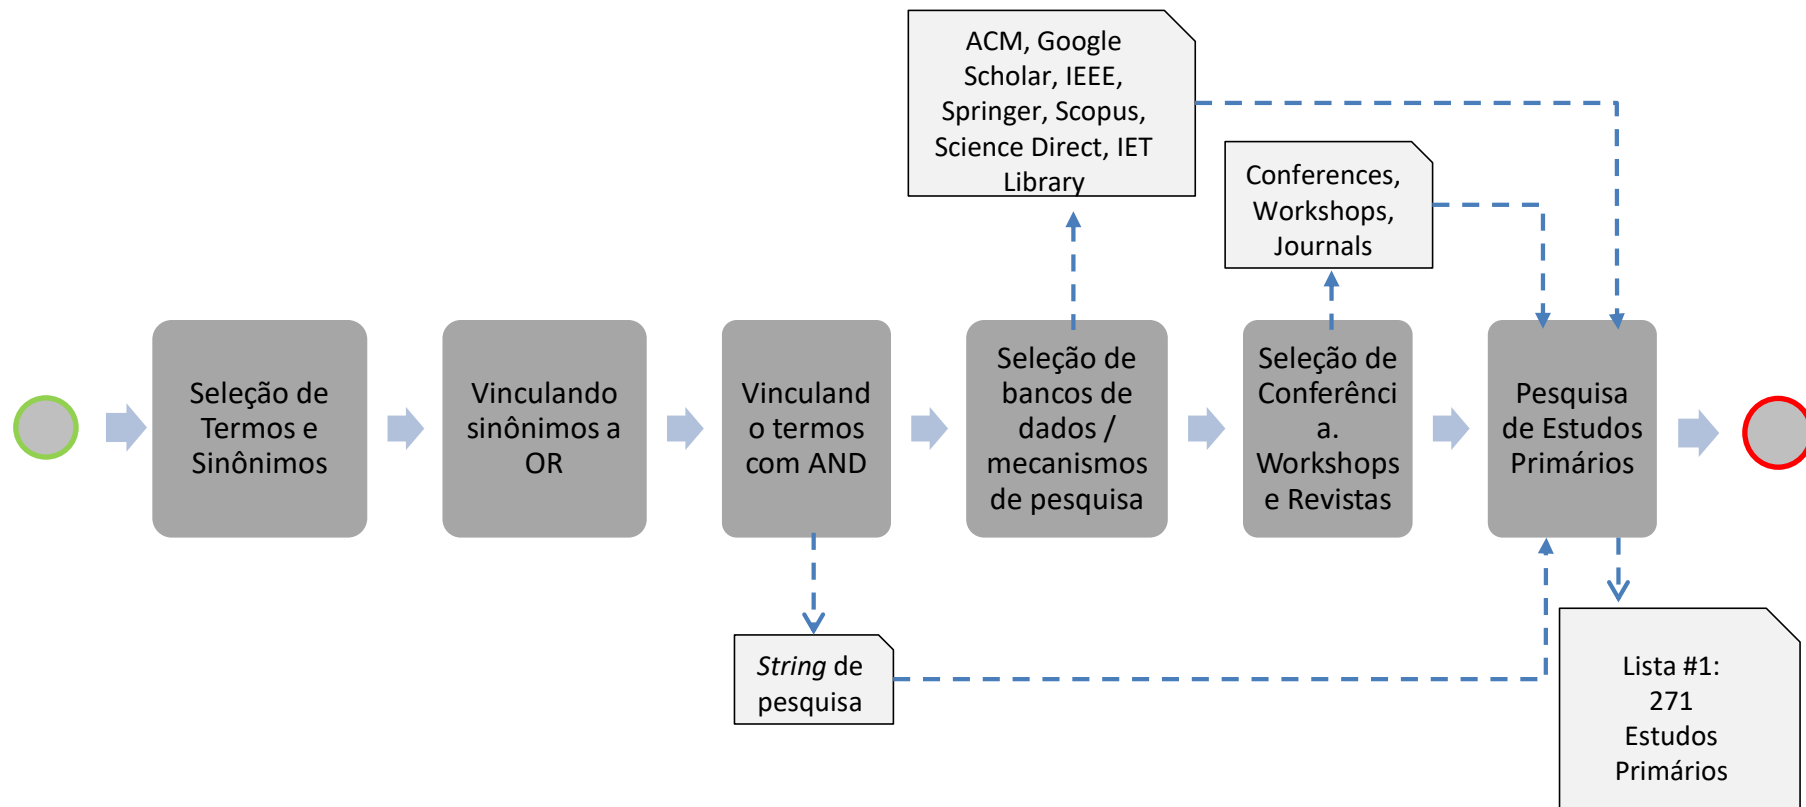 ACM, Google
Scholar, IEEE,
Springer, Scopus,
Science Direct, IET
Library
Conferences,
Workshops,
Journals
Seleção de
Termos e
Sinônimos
Vinculando
sinônimos a
OR
Vinculand
o termos
com AND
Seleção de
bancos de
dados /
mecanismos
de pesquisa
Seleção de
Conferênci
a.
Workshops
e Revistas
Pesquisa
de Estudos
Primários
String de
pesquisa
Lista #1:
271
Estudos
Primários